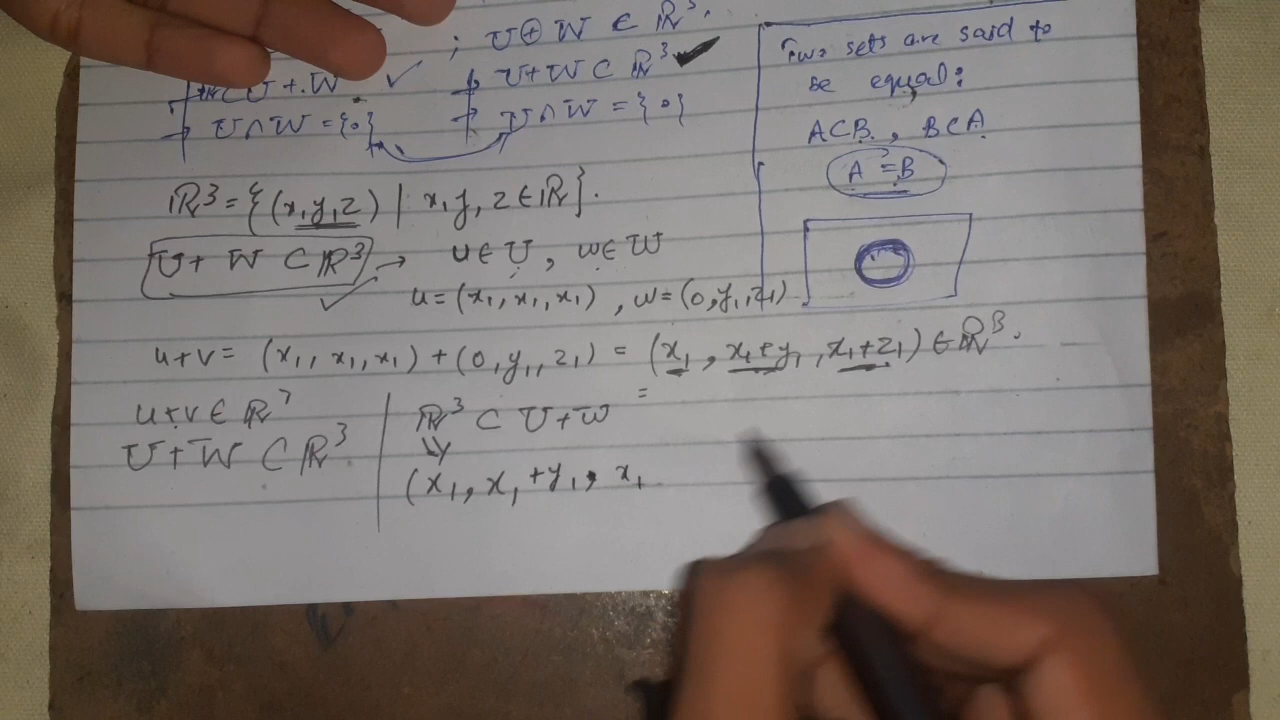 ; U ⊕ W ∈ ℝ³.
ℝ³ ⊂ U + W ✓
→ U ∩ W = {0}
→ U + W ⊂ ℝ³ ✓
→ U ∩ W = {0}
Two sets are said to
be equal:
A ⊂ B, B ⊂ A
A = B
ℝ³ = {(x, y, z) | x, y, z ∈ ℝ}.
U + W ⊂ ℝ³ → u ∈ U, w ∈ W
✓ u = (x₁, x₁, x₁), w = (0, y₁, z₁)
u + v = (x₁, x₁, x₁) + (0, y₁, z₁) = (x₁, x₁+y₁, x₁+z₁) ∈ ℝ³.
=
u + v ∈ ℝ³
U + W ⊂ ℝ³.
ℝ³ ⊂ U + W
(x₁, x₁ + y₁, x₁